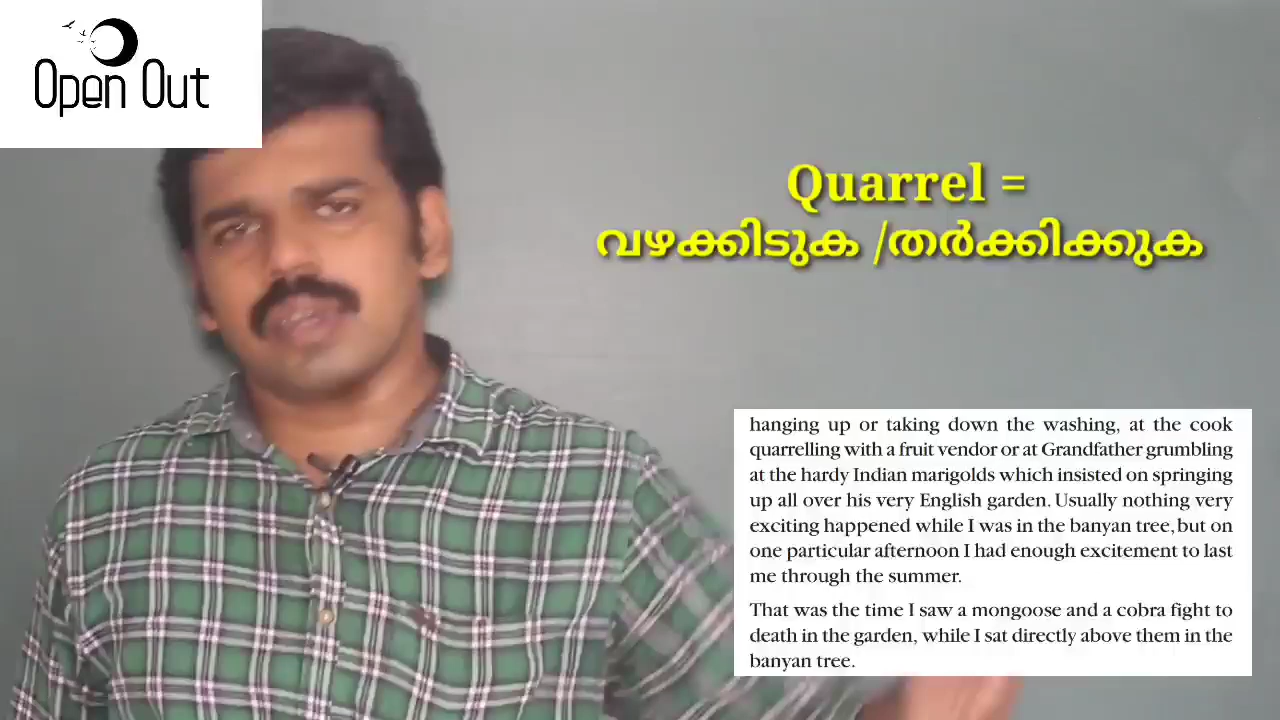 Open Out
Quarrel =
വഴക്കിടുക /തർക്കിക്കുക
hanging up or taking down the washing, at the cook
quarrelling with a fruit vendor or at Grandfather grumbling
at the hardy Indian marigolds which insisted on springing
up all over his very English garden. Usually nothing very
exciting happened while I was in the banyan tree, but on
one particular afternoon I had enough excitement to last
me through the summer.
That was the time I saw a mongoose and a cobra fight to
death in the garden, while I sat directly above them in the
banyan tree.